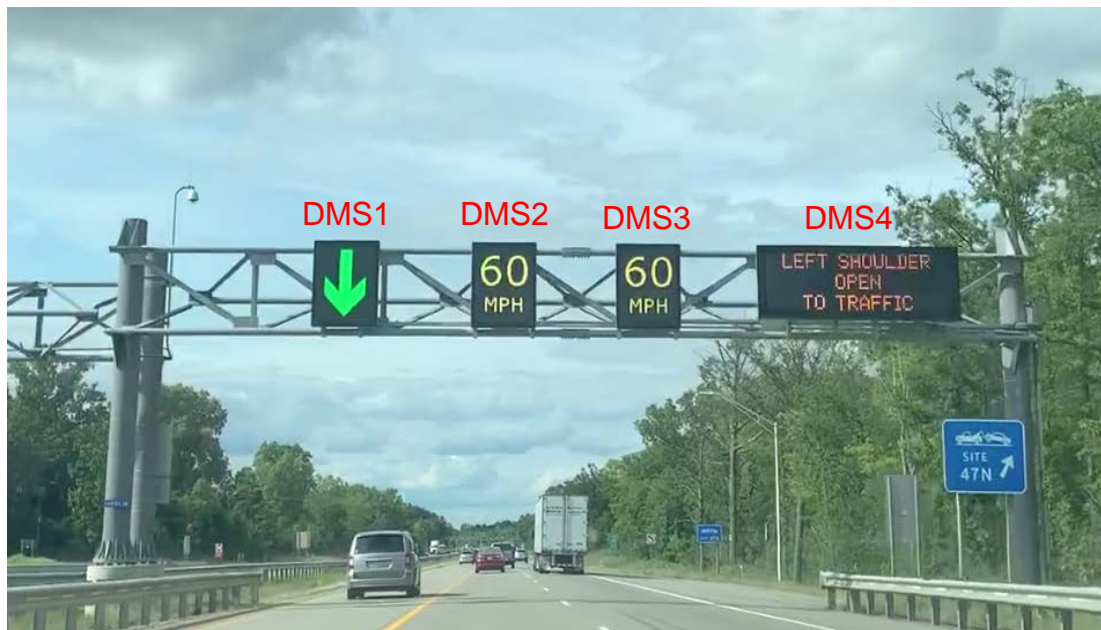 DMS1
DMS2
DMS3
DMS4
60
MPH
60
MPH
LEFT SHOULDER
OPEN
TO TRAFFIC
SITE
47N